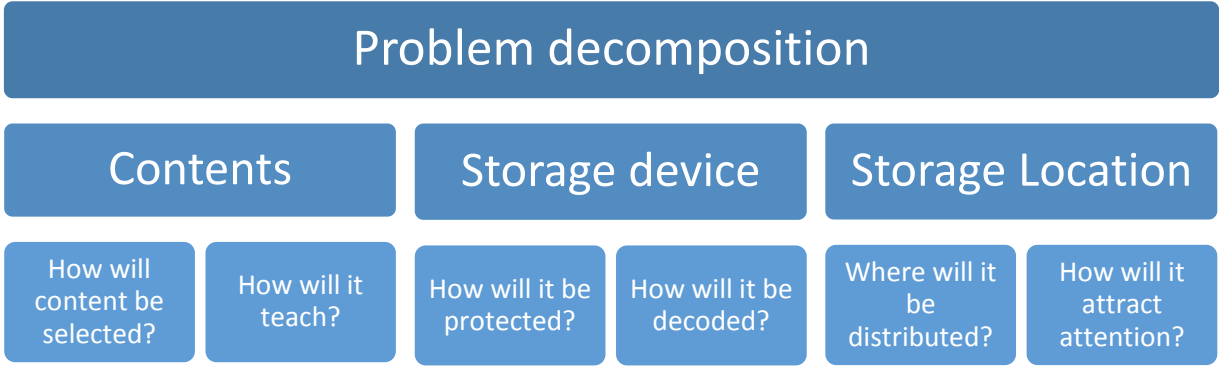 Problem decomposition
Contents
Storage device
Storage Location
How will
content be
selected?
How will it
teach?
How will it be
protected?
How will it be
decoded?
Where will it
be
distributed?
How will it
attract
attention?